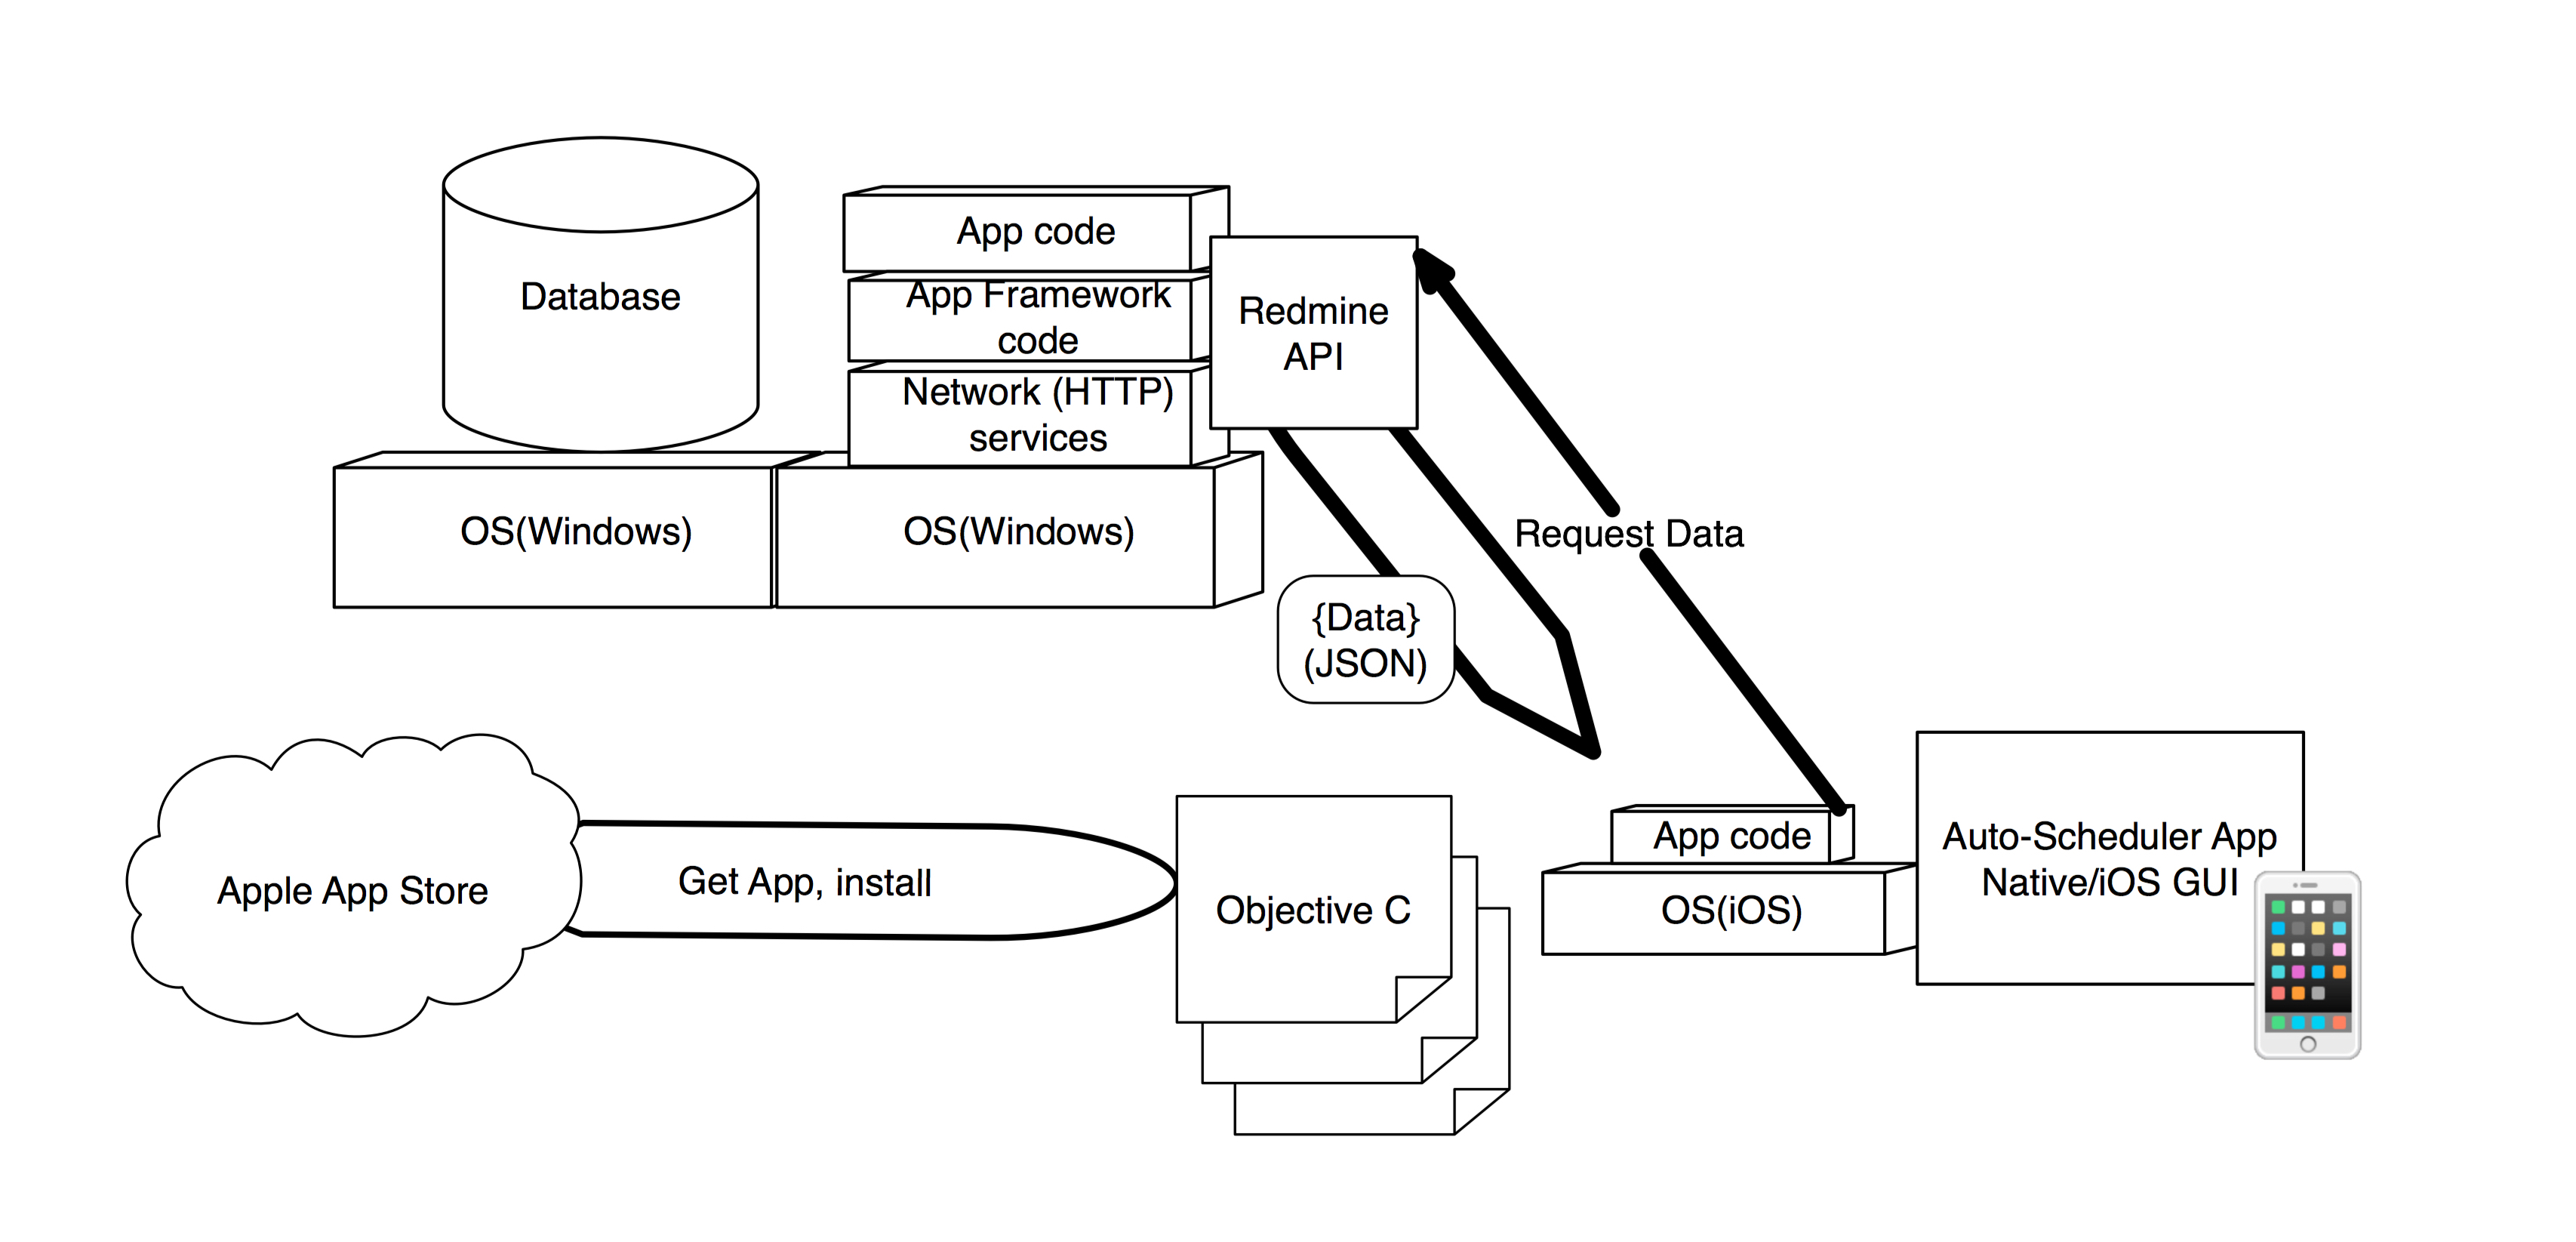 Database
App code
App Framework
code
Network (HTTP)
services
Redmine
API
OS(Windows)
OS(Windows)
Request Data
{Data}
(JSON)
Apple App Store
Get App, install
Objective C
App code
OS(iOS)
Auto-Scheduler App
Native/iOS GUI